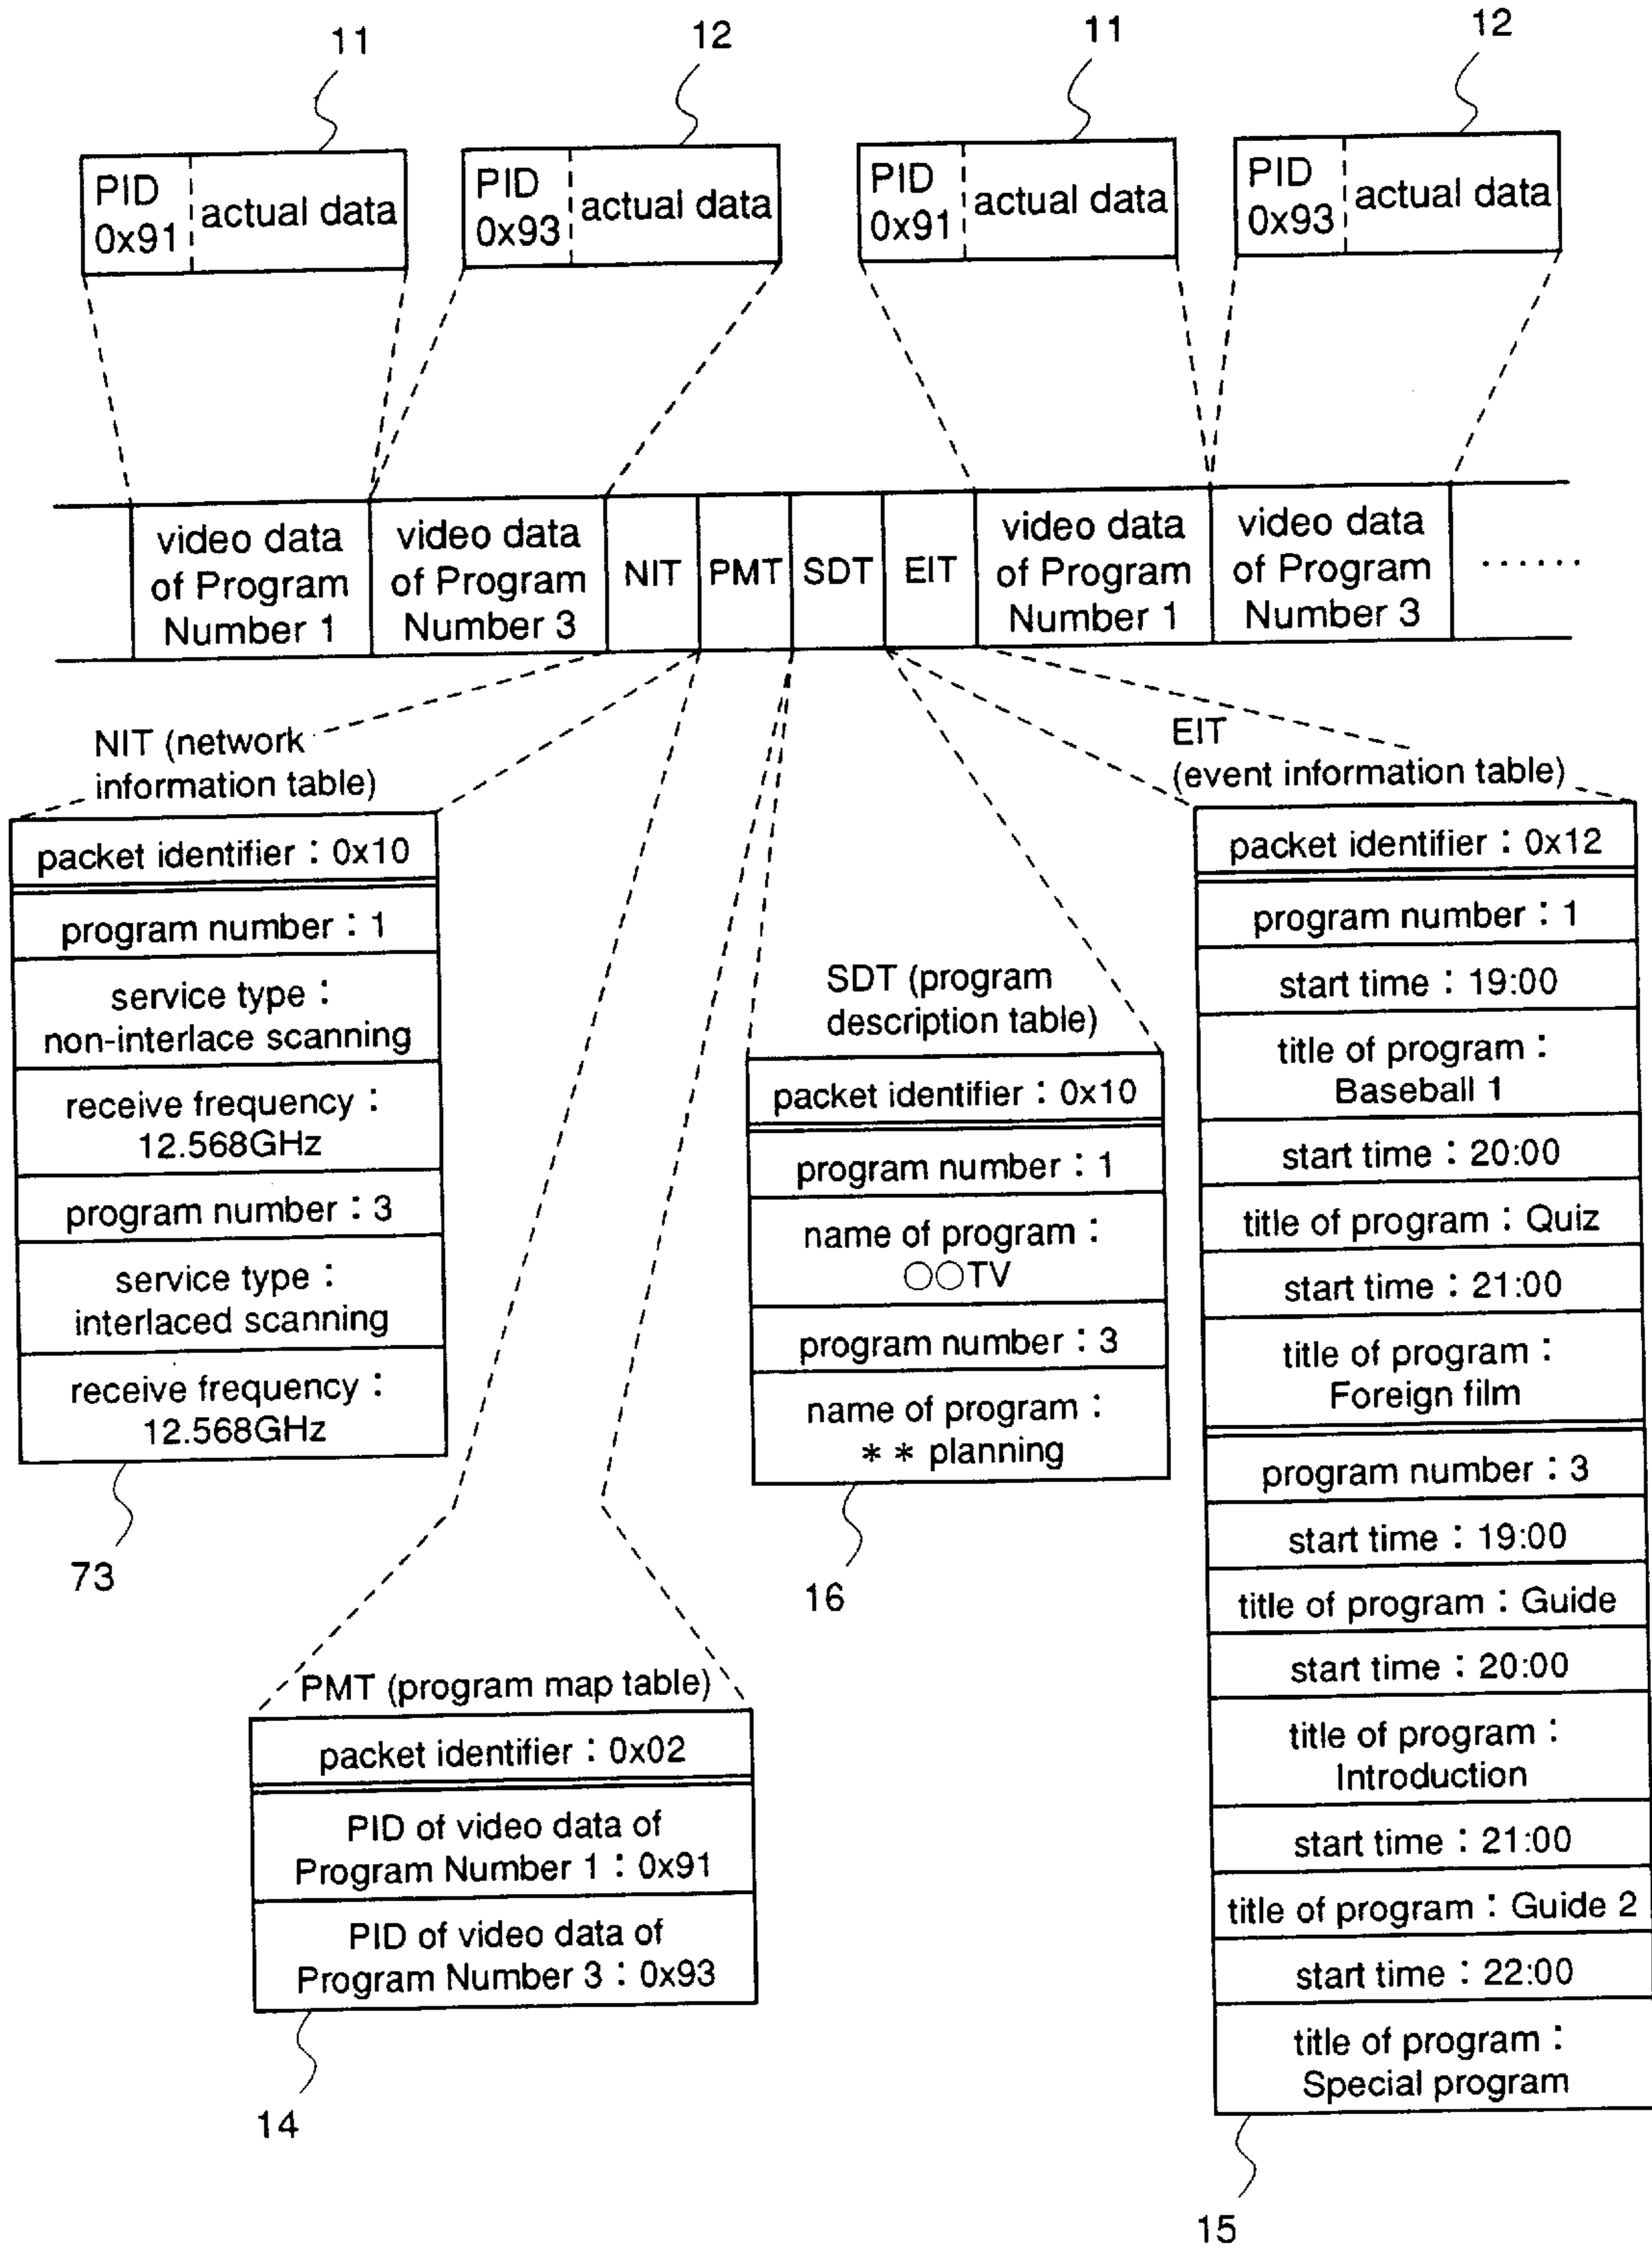 11
12
11
12
PID
0x91
actual data
PID
0x93
actual data
PID
0x91
actual data
PID
0x93
actual data
video data
of Program
Number 1
video data
of Program
Number 3
NIT
PMT
SDT
EIT
video data
of Program
Number 1
video data
of Program
Number 3
......
NIT (network
information table)
packet identifier : 0x10
program number : 1
service type :
non-interlace scanning
receive frequency :
12.568GHz
program number : 3
service type :
interlaced scanning
receive frequency :
12.568GHz
73
PMT (program map table)
packet identifier : 0x02
PID of video data of
Program Number 1 : 0x91
PID of video data of
Program Number 3 : 0x93
14
SDT (program
description table)
packet identifier : 0x10
program number : 1
name of program :
○○TV
program number : 3
name of program :
* * planning
16
EIT
(event information table)
packet identifier : 0x12
program number : 1
start time : 19:00
title of program :
Baseball 1
start time : 20:00
title of program : Quiz
start time : 21:00
title of program :
Foreign film
program number : 3
start time : 19:00
title of program : Guide
start time : 20:00
title of program :
Introduction
start time : 21:00
title of program : Guide 2
start time : 22:00
title of program :
Special program
15